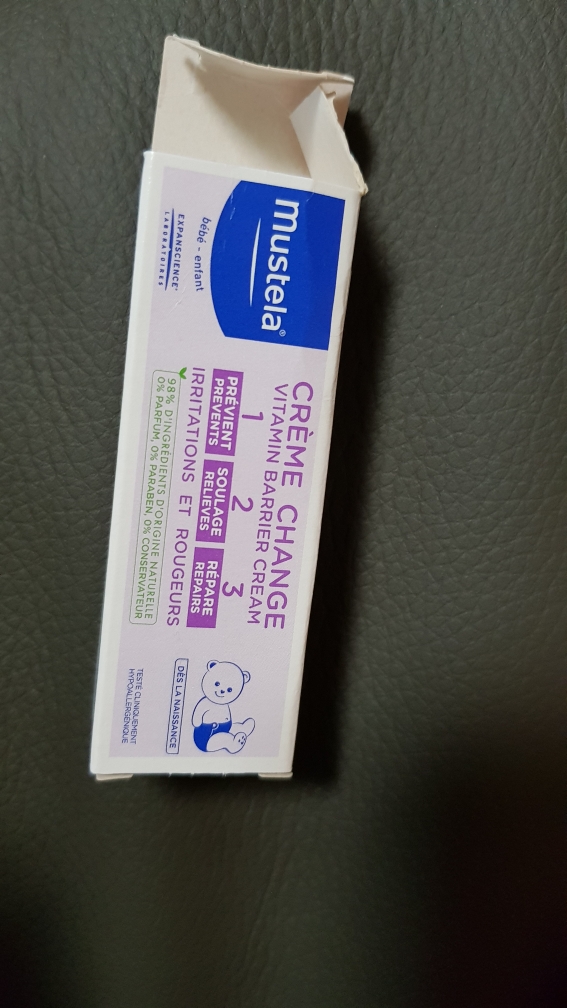 mustela®
bébé - enfant
EXPANSCIENCE®
LABORATOIRES
CRÈME CHANGE
VITAMIN BARRIER CREAM
1 2 3
PRÉVIENT SOULAGE RÉPARE
PREVENTS RELIEVES REPAIRS
IRRITATIONS ET ROUGEURS
98% D'INGRÉDIENTS D'ORIGINE NATURELLE
0% PARFUM, 0% PARABEN, 0% CONSERVATEUR
DÈS LA NAISSANCE
TESTÉ CLINIQUEMENT
HYPOALLERGÉNIQUE